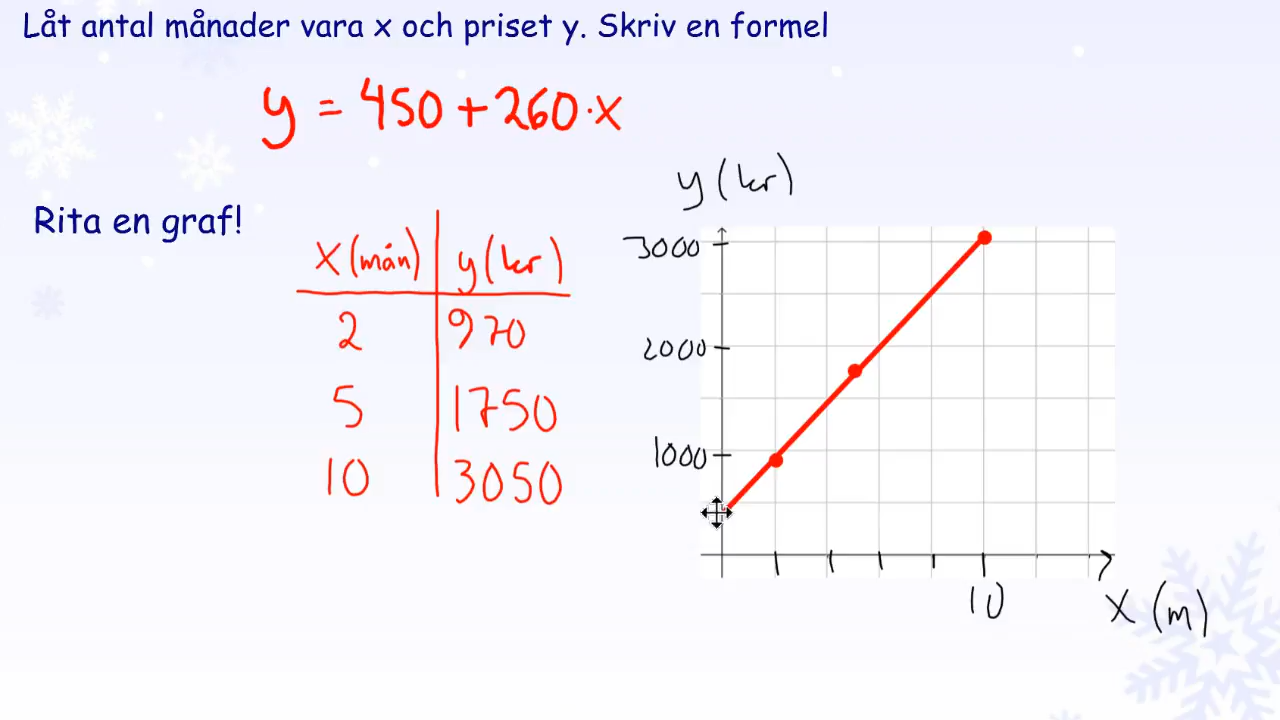 Låt antal månader vara x och priset y. Skriv en formel
y = 450 + 260 · x
Rita en graf!
x (mån) y (kr)
2 970
5 1750
10 3050
y (kr)
3000
2000
1000
10
x (m)